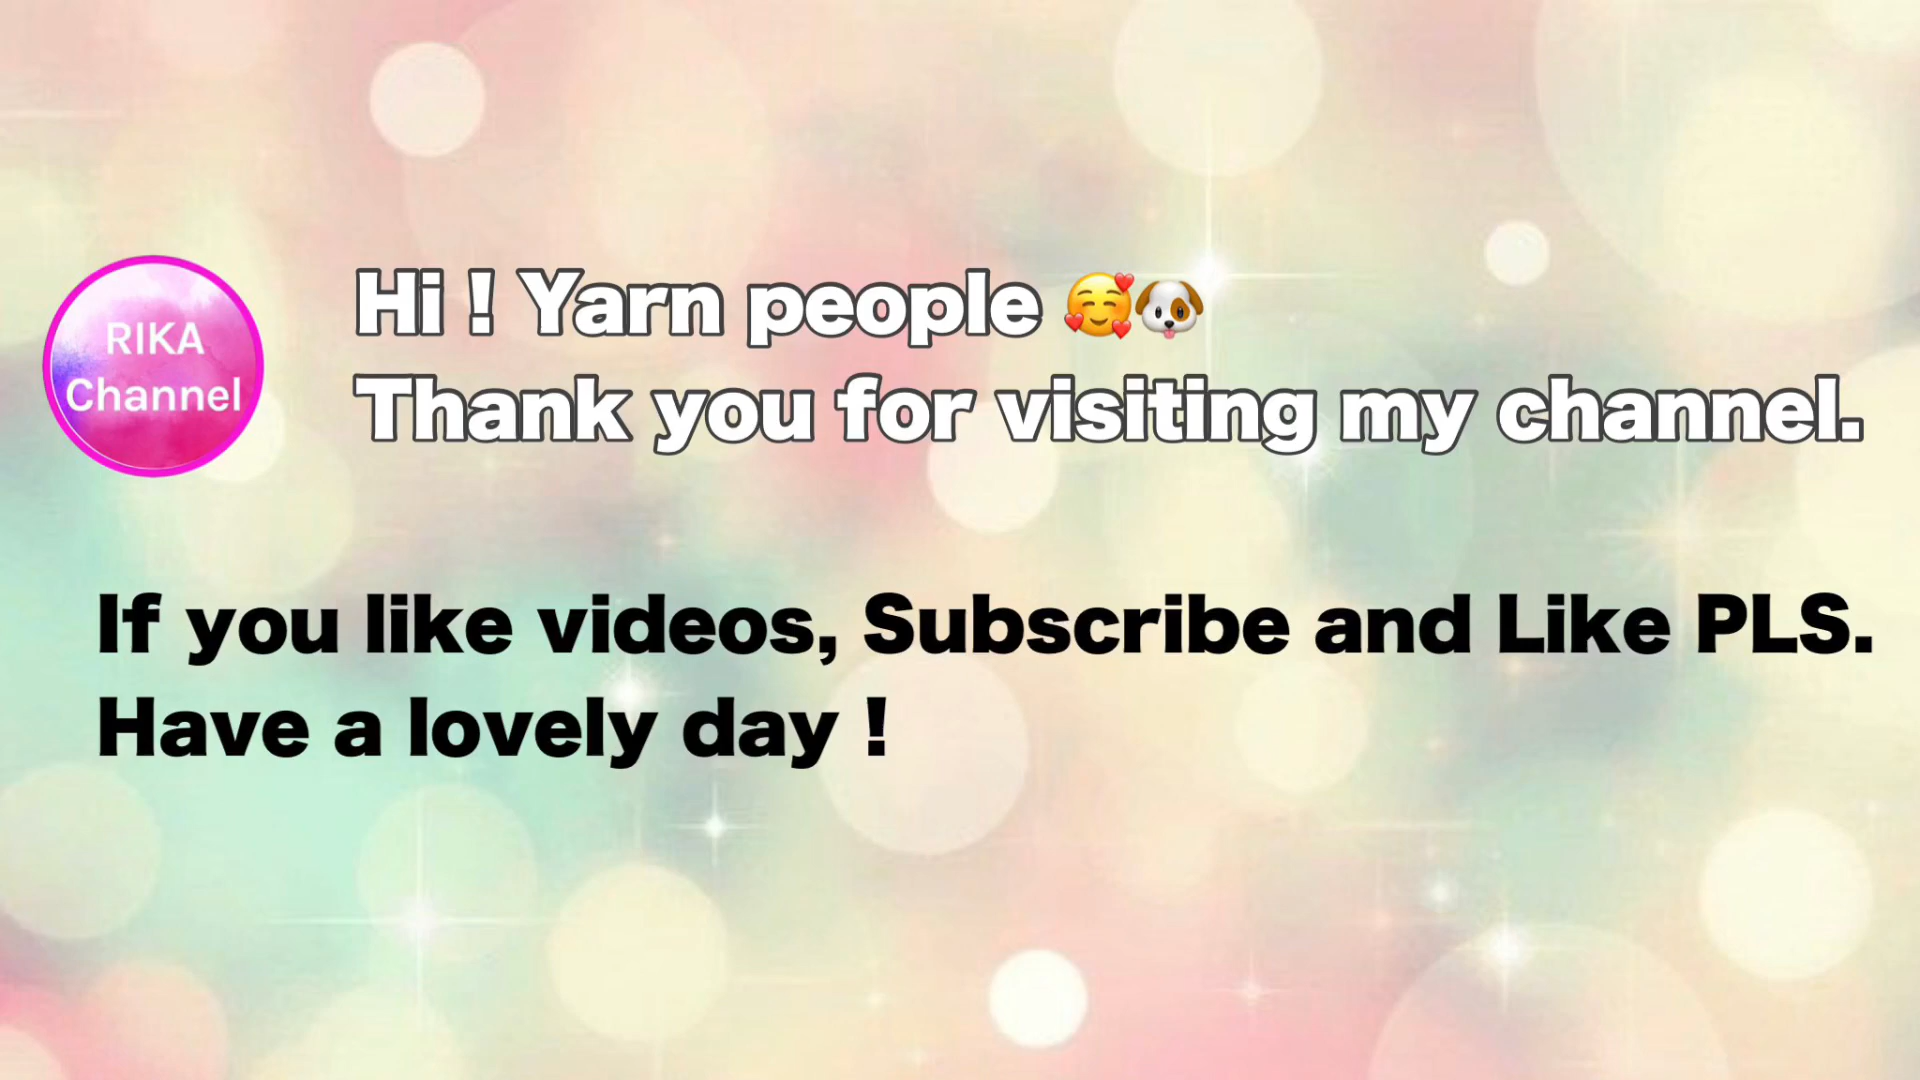 RIKA
Channel
Hi ! Yarn people 🥰🐶
Thank you for visiting my channel.
If you like videos, Subscribe and Like PLS.
Have a lovely day !